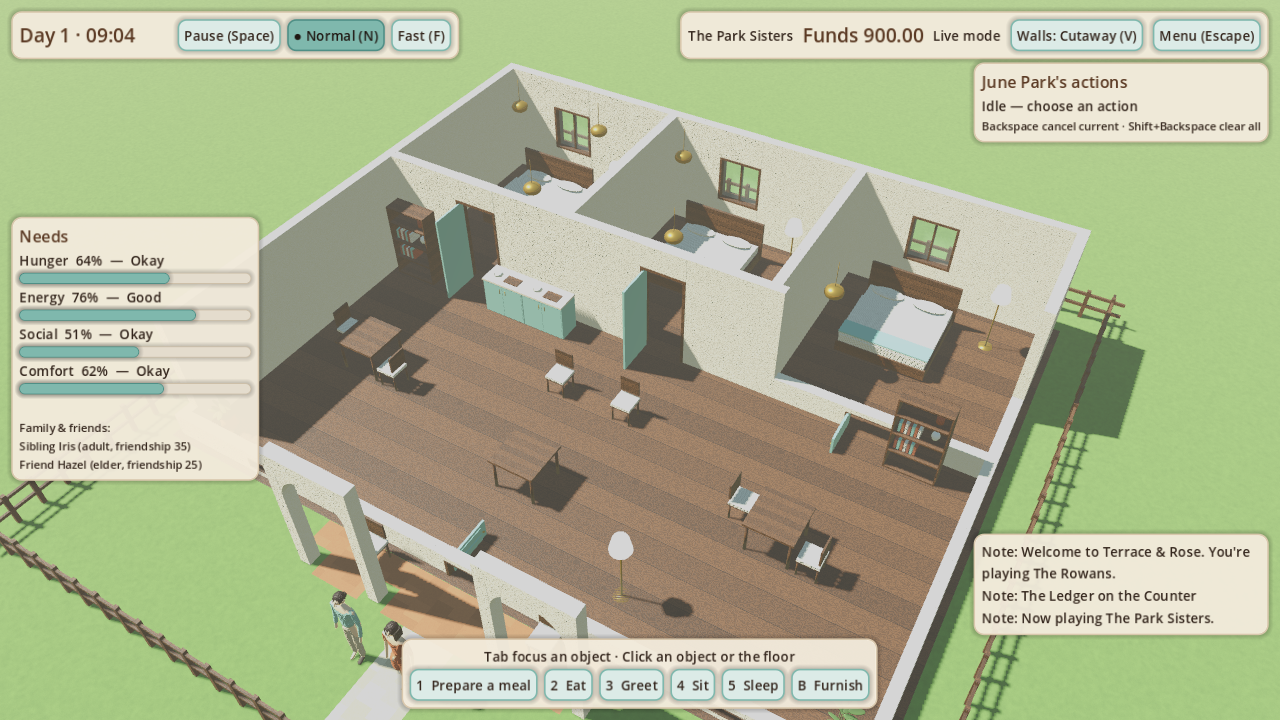 Day 1 · 09:04
Pause (Space)
● Normal (N)
Fast (F)
The Park Sisters
Funds 900.00
Live mode
Walls: Cutaway (V)
Menu (Escape)
June Park's actions
Idle — choose an action
Backspace cancel current · Shift+Backspace clear all
Needs
Hunger 64% — Okay
Energy 76% — Good
Social 51% — Okay
Comfort 62% — Okay
Family & friends:
Sibling Iris (adult, friendship 35)
Friend Hazel (elder, friendship 25)
Note: Welcome to Terrace & Rose. You're
playing The Rowans.
Note: The Ledger on the Counter
Note: Now playing The Park Sisters.
Tab focus an object · Click an object or the floor
1 Prepare a meal
2 Eat
3 Greet
4 Sit
5 Sleep
B Furnish